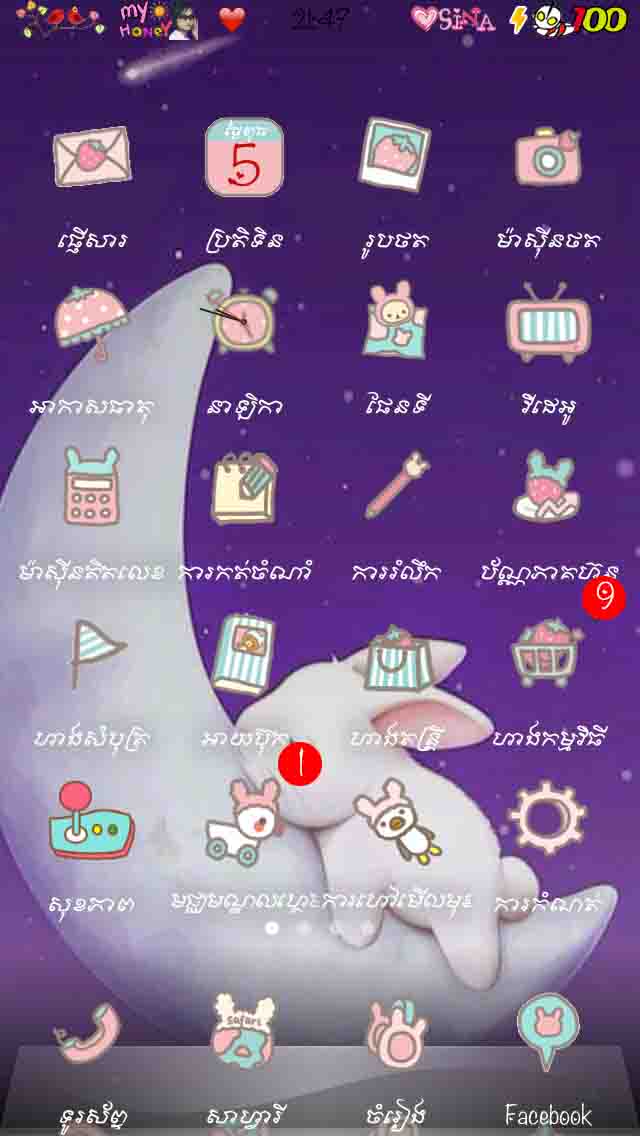 my HONEY 21:47 SINA 100
ថ្ងៃពុធ
5
ផ្ញើសារ ប្រតិទិន រូបថត ម៉ាស៊ីនថត
អាកាសធាតុ នាឡិកា ផែនទី វីដេអូ
ម៉ាស៊ីនគិតលេខ ការកត់ចំណាំ ការរំលឹក ប័ណ្ណភាគហ៊ុន
9
ហាងសំបុត្រ អាយប៊ុក ហាងតន្ត្រី ហាងកម្មវិធី
1
សុខភាព មជ្ឈមណ្ឌលហ្គេ ការហៅមើលមុខ ការកំណត់
Safari
ទូរស័ព្ទ សាហ្វារី ចំរៀង Facebook